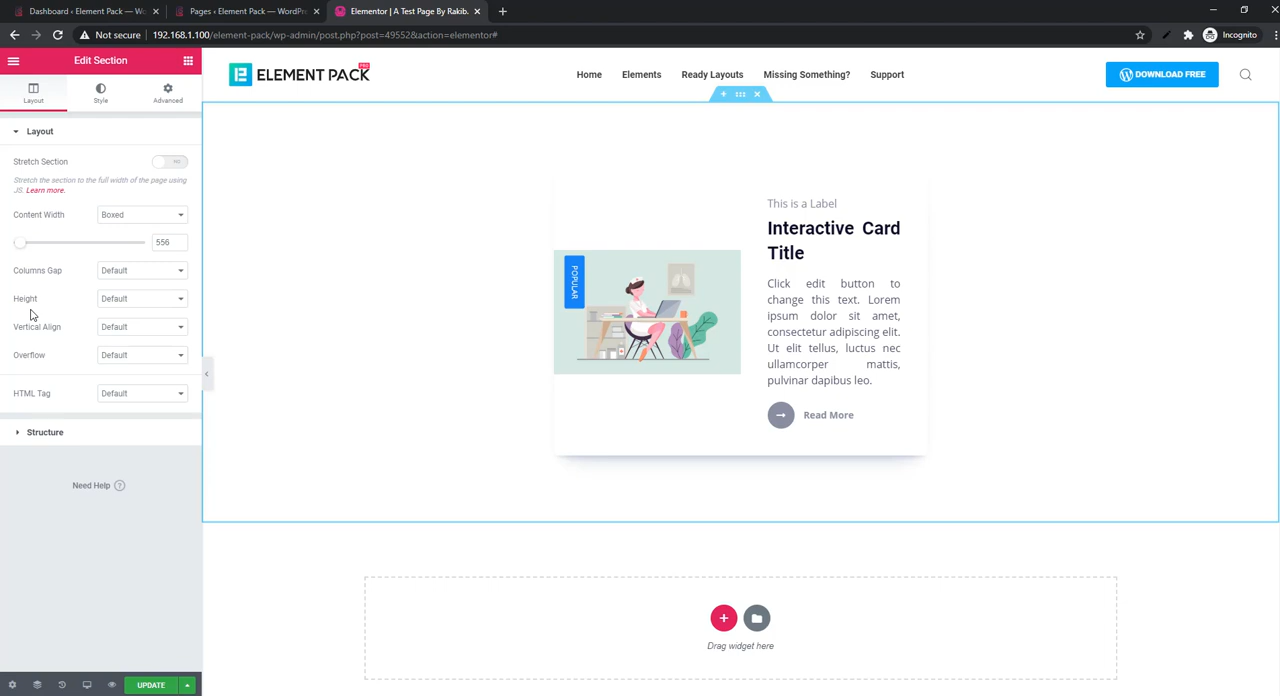 Dashboard ‹ Element Pack — Wo
Pages ‹ Element Pack — WordPre
Elementor | A Test Page By Rakib.
Not secure
192.168.1.100/element-pack/wp-admin/post.php?post=49552&action=elementor#
Incognito
Edit Section
Layout
Style
Advanced
Layout
Stretch Section
NO
Stretch the section to the full width of the page using
JS. Learn more.
Content Width
Boxed
556
Columns Gap
Default
Height
Default
Vertical Align
Default
Overflow
Default
HTML Tag
Default
Structure
Need Help ?
UPDATE
ELEMENT PACK
PRO
Home
Elements
Ready Layouts
Missing Something?
Support
DOWNLOAD FREE
POPULAR
This is a Label
Interactive Card
Title
Click edit button to
change this text. Lorem
ipsum dolor sit amet,
consectetur adipiscing elit.
Ut elit tellus, luctus nec
ullamcorper mattis,
pulvinar dapibus leo.
Read More
Drag widget here